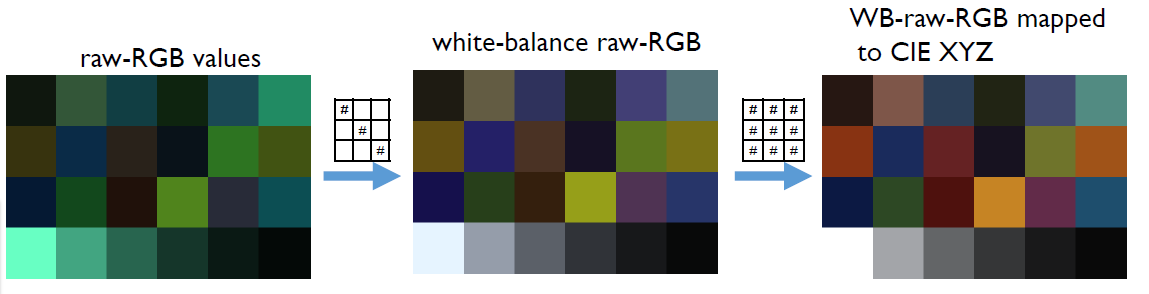 raw-RGB values
white-balance raw-RGB
WB-raw-RGB mapped
to CIE XYZ
#
#
#
# # #
# # #
# # #